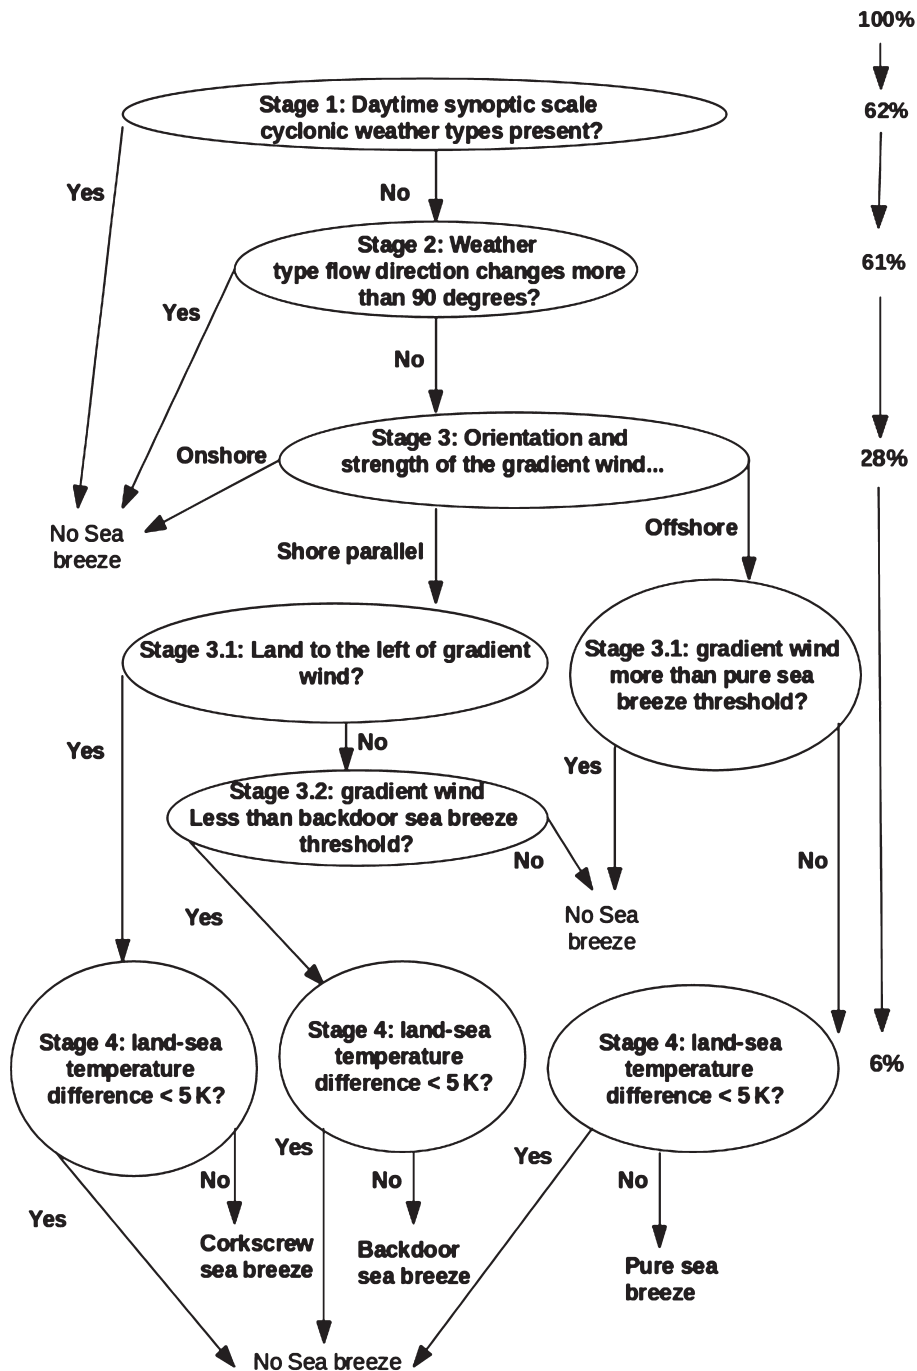 100%
Stage 1: Daytime synoptic scale
cyclonic weather types present?
62%
Yes
No
Stage 2: Weather
type flow direction changes more
than 90 degrees?
61%
Yes
No
Stage 3: Orientation and
strength of the gradient wind...
28%
Onshore
No Sea
breeze
Shore parallel
Offshore
Stage 3.1: Land to the left of gradient
wind?
Stage 3.1: gradient wind
more than pure sea
breeze threshold?
Yes
No
Yes
Stage 3.2: gradient wind
Less than backdoor sea breeze
threshold?
No
No
Yes
No Sea
breeze
Stage 4: land-sea
temperature
difference < 5 K?
Stage 4: land-sea
temperature
difference < 5 K?
Stage 4: land-sea
temperature
difference < 5 K?
6%
Yes
No
Yes
No
Yes
No
Corkscrew
sea breeze
Backdoor
sea breeze
Pure sea
breeze
No Sea breeze